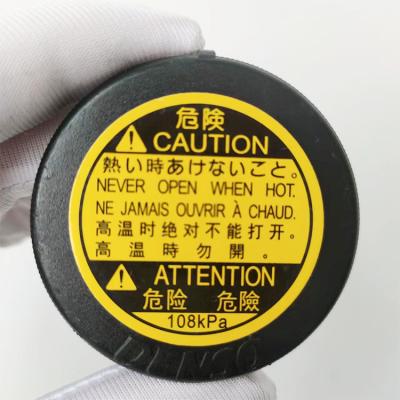 危険
CAUTION
熱い時あけないこと。
NEVER OPEN WHEN HOT.
NE JAMAIS OUVRIR À CHAUD.
高温时绝对不能打开。
高温時勿開。
ATTENTION
危险 危險
108kPa
DENSO